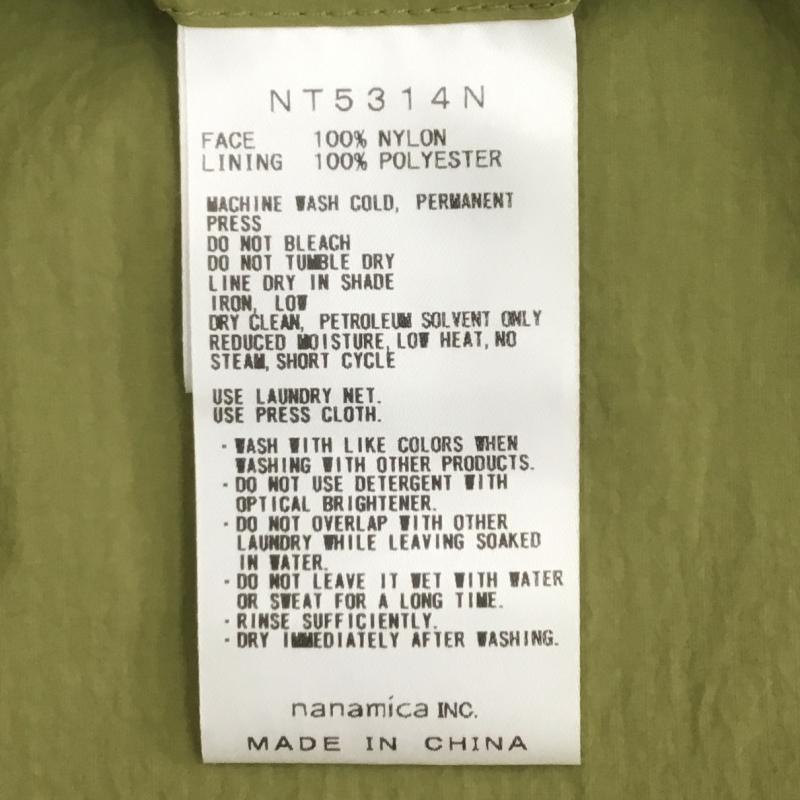 NT5314N
FACE 100% NYLON
LINING 100% POLYESTER
MACHINE WASH COLD, PERMANENT
PRESS
DO NOT BLEACH
DO NOT TUMBLE DRY
LINE DRY IN SHADE
IRON, LOW
DRY CLEAN, PETROLEUM SOLVENT ONLY
REDUCED MOISTURE, LOW HEAT, NO
STEAM, SHORT CYCLE
USE LAUNDRY NET.
USE PRESS CLOTH.
· WASH WITH LIKE COLORS WHEN
WASHING WITH OTHER PRODUCTS.
· DO NOT USE DETERGENT WITH
OPTICAL BRIGHTENER.
· DO NOT OVERLAP WITH OTHER
LAUNDRY WHILE LEAVING SOAKED
IN WATER.
· DO NOT LEAVE IT WET WITH WATER
OR SWEAT FOR A LONG TIME.
· RINSE SUFFICIENTLY.
· DRY IMMEDIATELY AFTER WASHING.
nanamica INC.
MADE IN CHINA